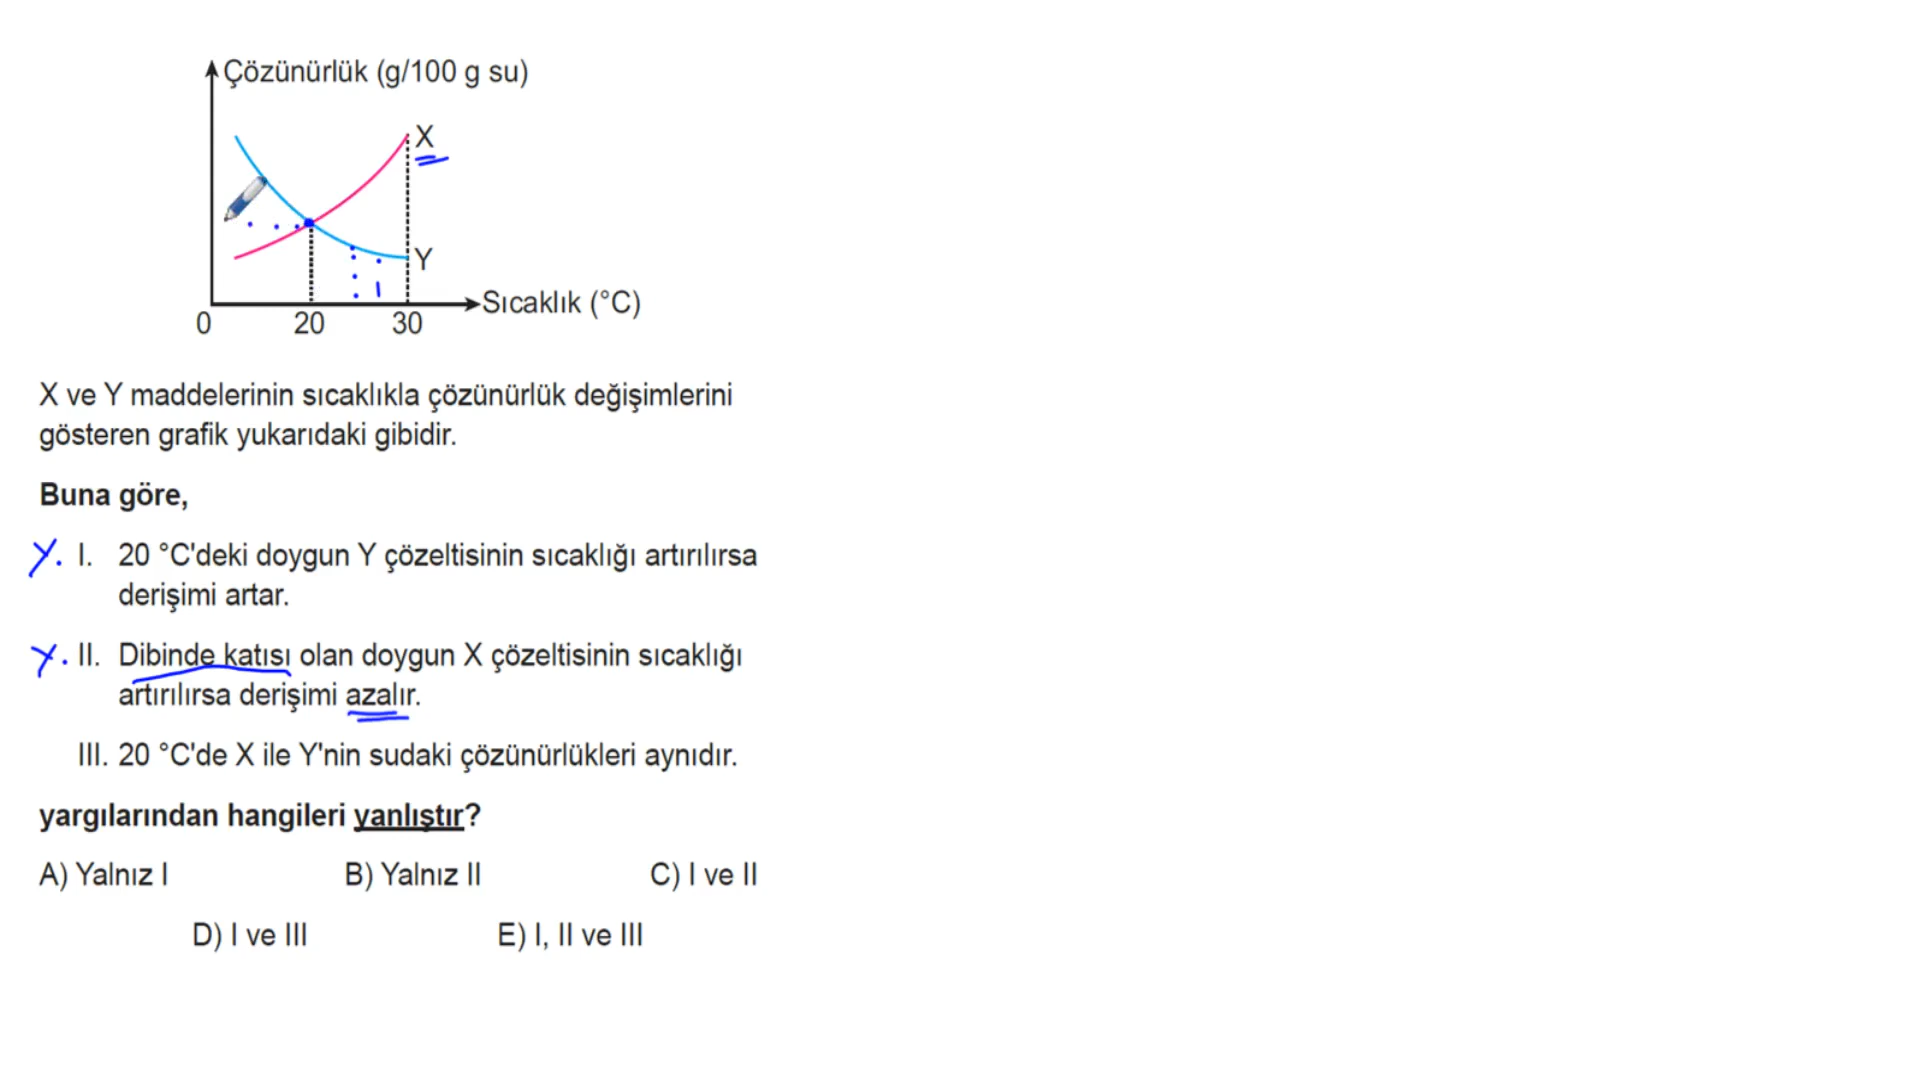 Çözünürlük (g/100 g su)
X
Y
Sıcaklık (°C)
0 20 30
X ve Y maddelerinin sıcaklıkla çözünürlük değişimlerini
gösteren grafik yukarıdaki gibidir.
Buna göre,
Y. I. 20 °C'deki doygun Y çözeltisinin sıcaklığı artırılırsa
derişimi artar.
Y. II. Dibinde katısı olan doygun X çözeltisinin sıcaklığı
artırılırsa derişimi azalır.
III. 20 °C'de X ile Y'nin sudaki çözünürlükleri aynıdır.
yargılarından hangileri yanlıştır?
A) Yalnız I B) Yalnız II C) I ve II
D) I ve III E) I, II ve III